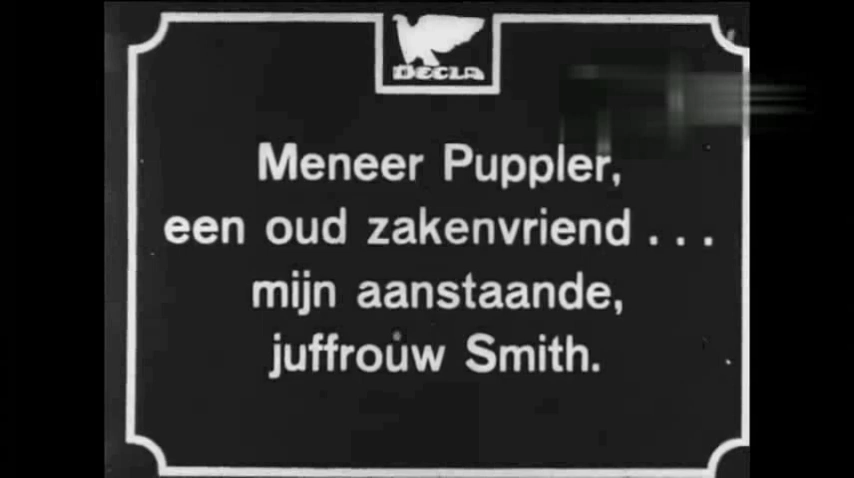 DECLA
Meneer Puppler,
een oud zakenvriend . . .
mijn aanstaande,
juffrouw Smith.